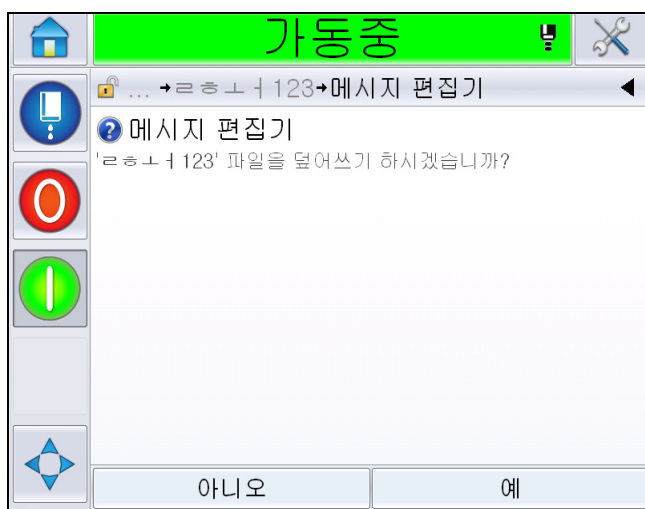 가동중
... →ㄹㅎㅗㅓ123→메시지 편집기
메시지 편집기
'ㄹㅎㅗㅓ123' 파일을 덮어쓰기 하시겠습니까?
아니오
예